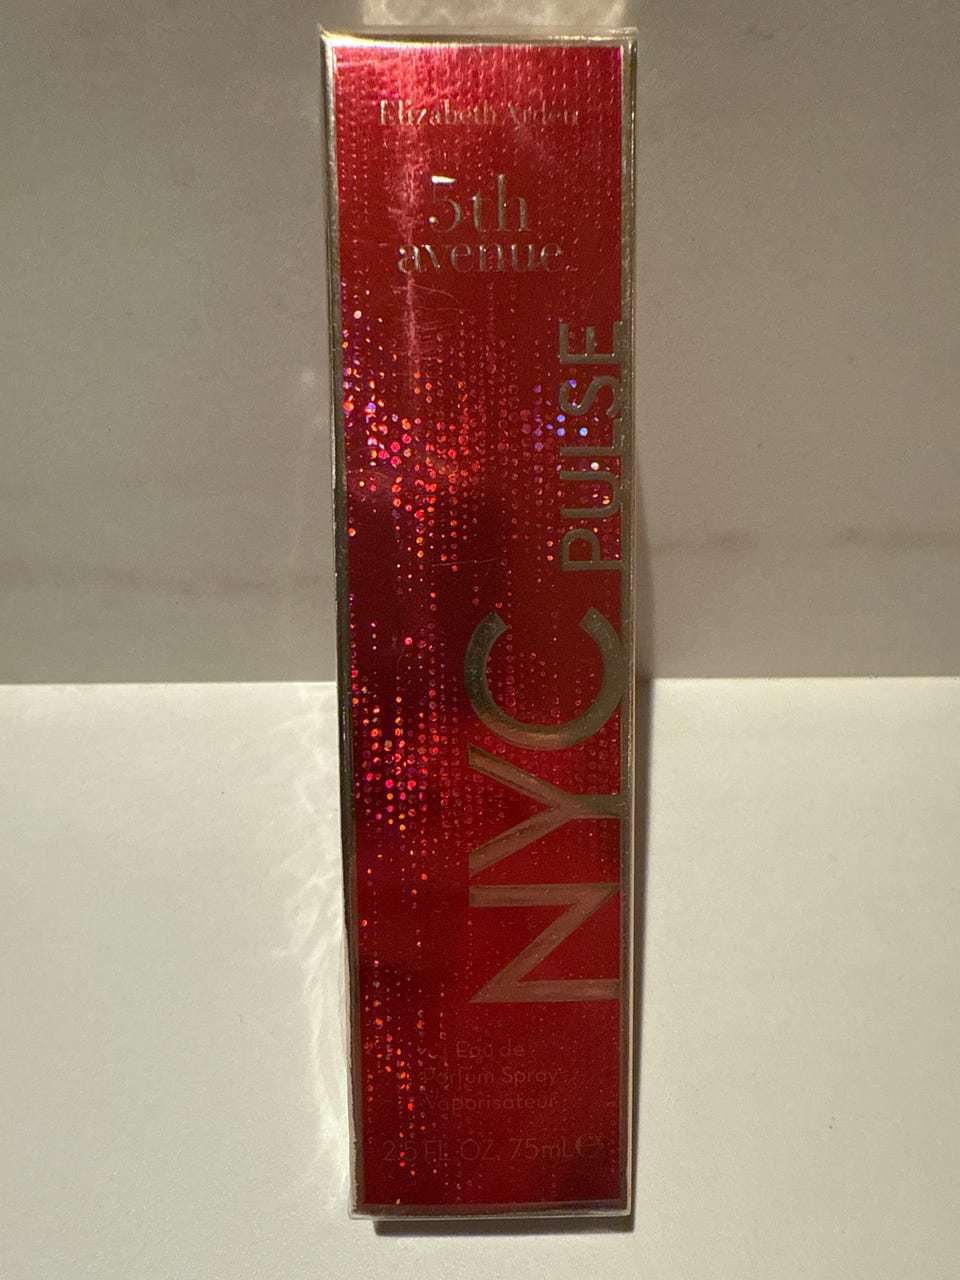 Elizabeth Arden
5th
avenue
NYC PULSE
Eau de
Parfum Spray
Vaporisateur
2.5 FL. OZ. 75mL e